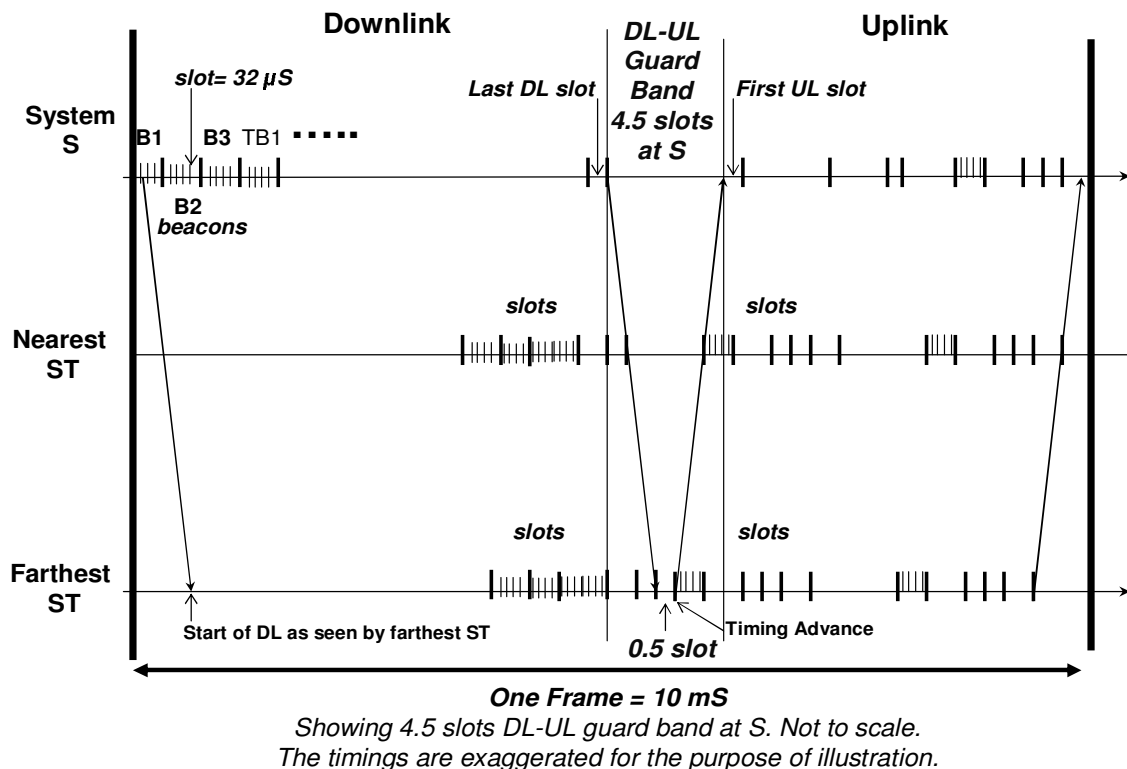 Downlink
DL-UL
Guard
Band
4.5 slots
at S
Uplink
slot= 32 µS
Last DL slot
First UL slot
System
S
B1
B3
TB1
B2
beacons
slots
slots
Nearest
ST
slots
slots
Farthest
ST
Start of DL as seen by farthest ST
Timing Advance
0.5 slot
One Frame = 10 mS
Showing 4.5 slots DL-UL guard band at S. Not to scale.
The timings are exaggerated for the purpose of illustration.